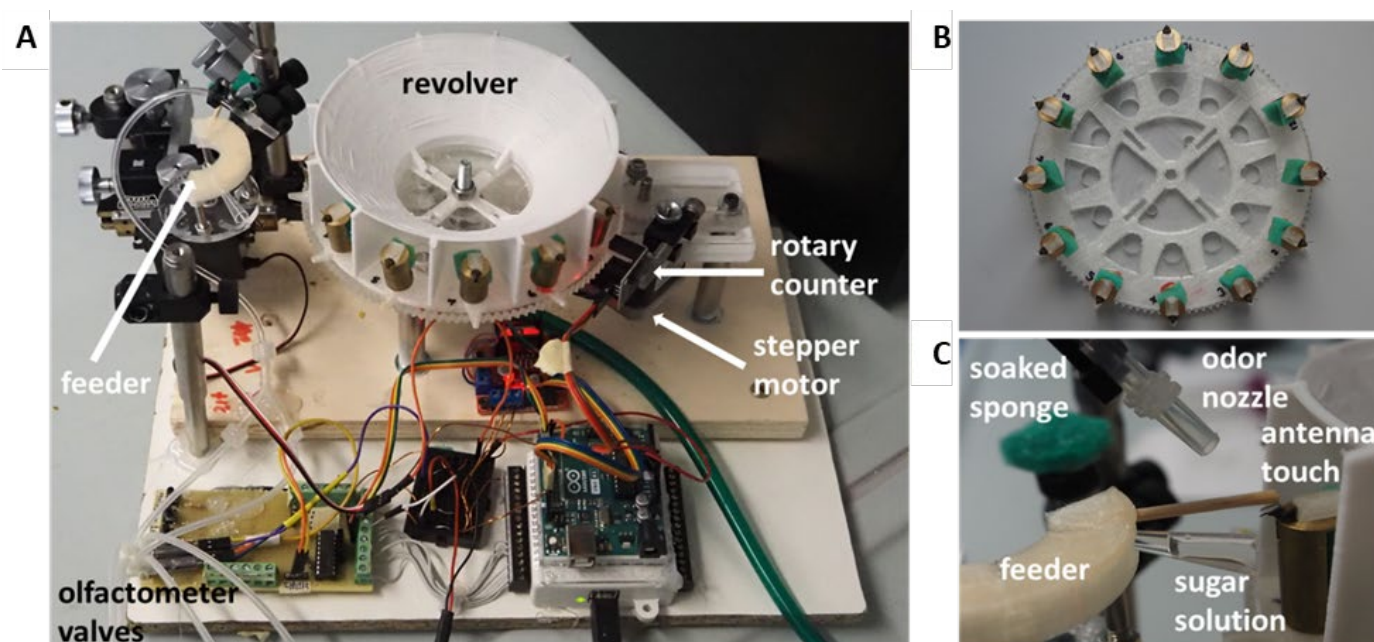 A
revolver
rotary
counter
stepper
motor
feeder
olfactometer
valves
B
C
soaked
sponge
odor
nozzle
antenna
touch
feeder
sugar
solution